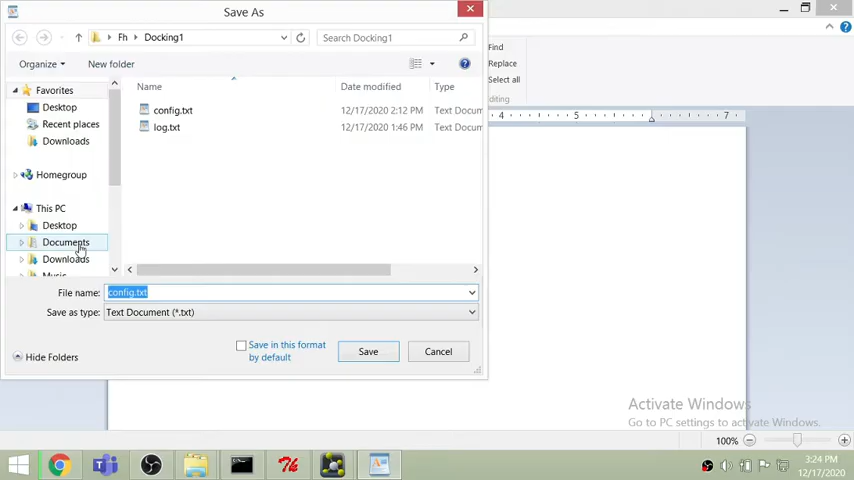 Save As
Fh
Docking1
Search Docking1
Organize
New folder
Name
Date modified
Type
Favorites
Desktop
Recent places
Downloads
Homegroup
This PC
Desktop
Documents
Downloads
Music
config.txt
12/17/2020 2:12 PM
Text Docum
log.txt
12/17/2020 1:46 PM
Text Docum
File name:
config.txt
Save as type:
Text Document (*.txt)
Save in this format
by default
Save
Cancel
Hide Folders
Find
Replace
Select all
4
5
7
Activate Windows
Go to PC settings to activate Windows.
100%
3:24 PM
12/17/2020